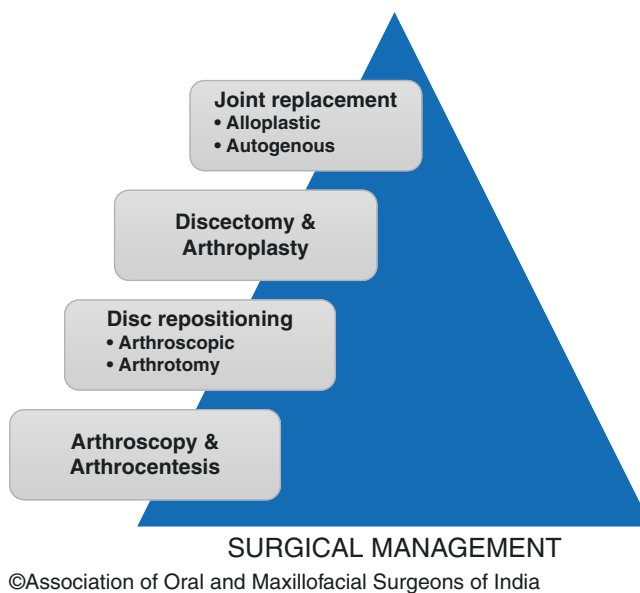 Joint replacement
• Alloplastic
• Autogenous
Discectomy &
Arthroplasty
Disc repositioning
• Arthroscopic
• Arthrotomy
Arthroscopy &
Arthrocentesis
SURGICAL MANAGEMENT
©Association of Oral and Maxillofacial Surgeons of India